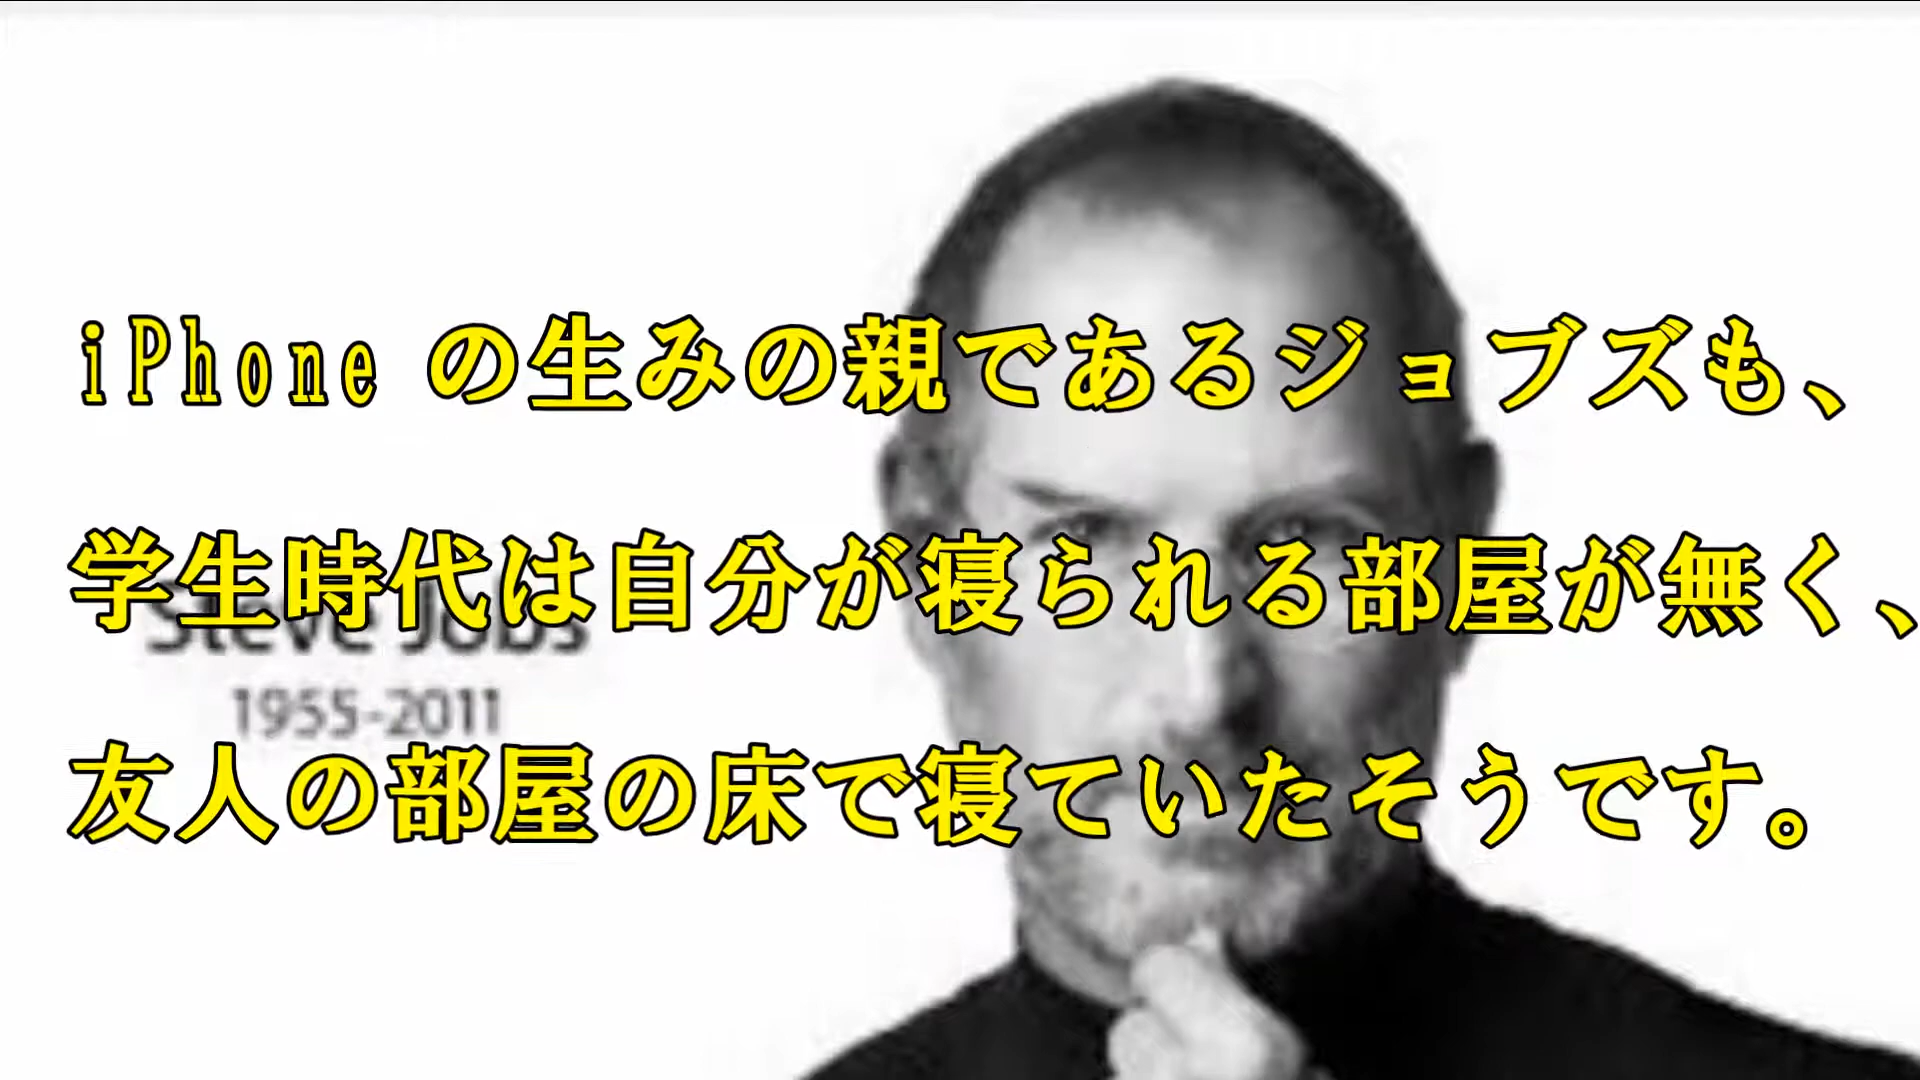 iPhone の生みの親であるジョブズも、
学生時代は自分が寝られる部屋が無く、
Steve Jobs
1955-2011
友人の部屋の床で寝ていたそうです。